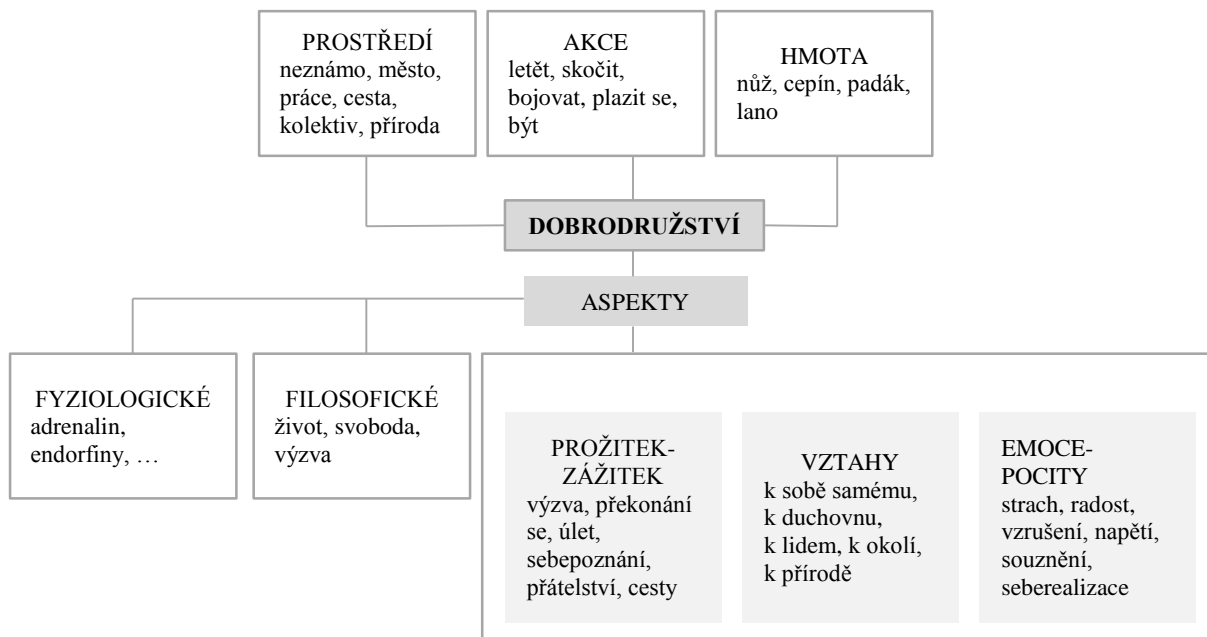 PROSTŘEDÍ
neznámo, město,
práce, cesta,
kolektiv, příroda
AKCE
letět, skočit,
bojovat, plazit se,
být
HMOTA
nůž, cepín, padák,
lano
DOBRODRUŽSTVÍ
ASPEKTY
FYZIOLOGICKÉ
adrenalin,
endorfiny, …
FILOSOFICKÉ
život, svoboda,
výzva
PROŽITEK-
ZÁŽITEK
výzva, překonání
se, úlet,
sebepoznání,
přátelství, cesty
VZTAHY
k sobě samému,
k duchovnu,
k lidem, k okolí,
k přírodě
EMOCE-
POCITY
strach, radost,
vzrušení, napětí,
souznění,
seberealizace